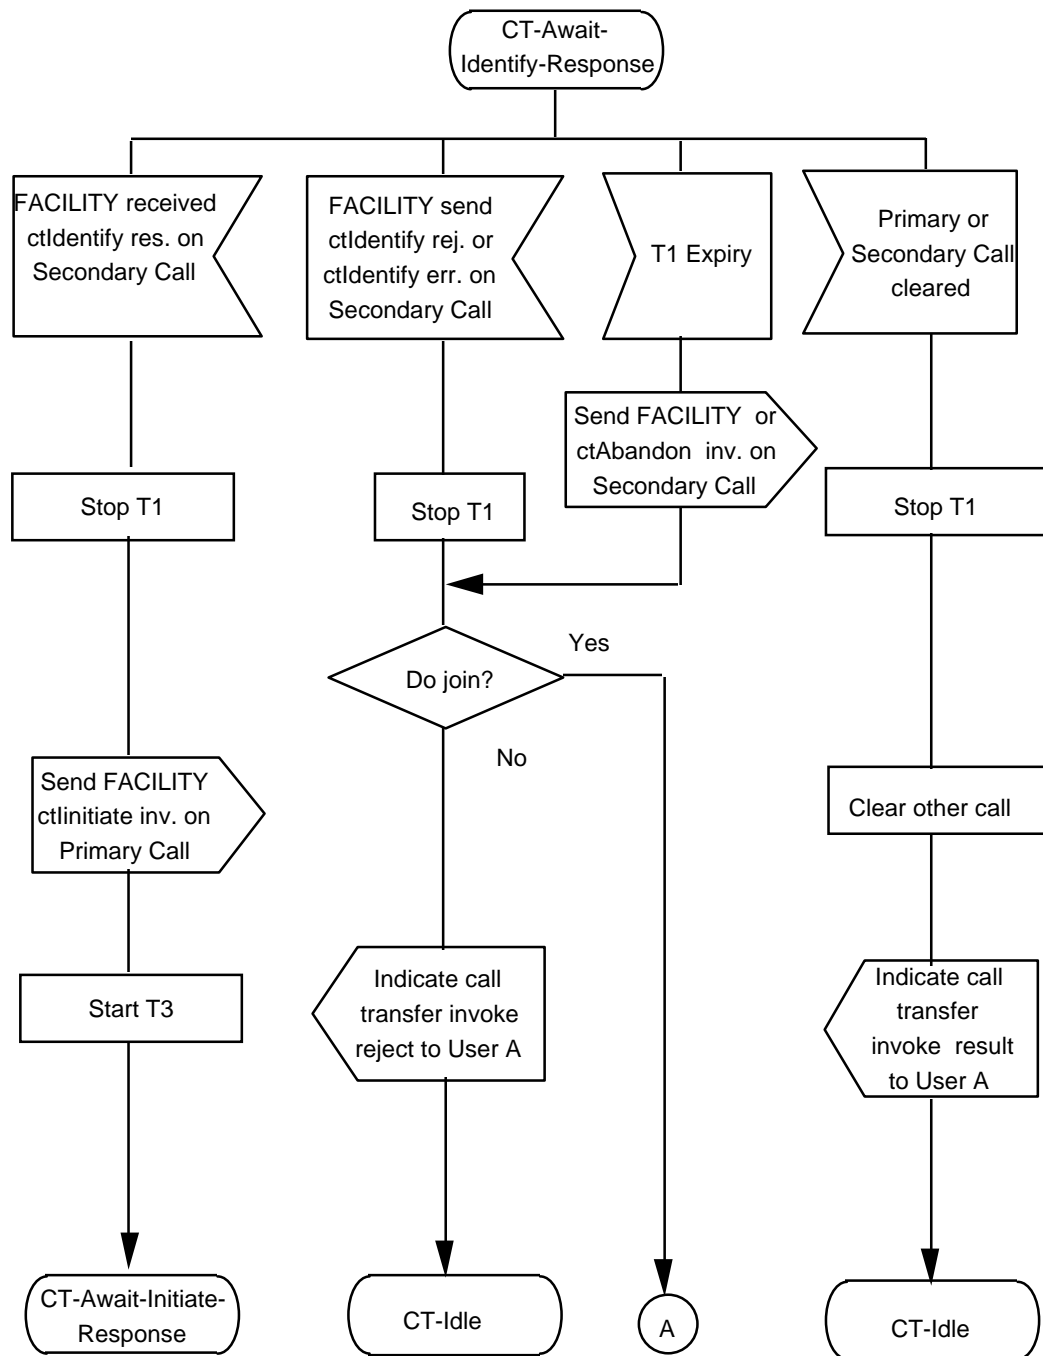 CT-Await-
Identify-Response
FACILITY received
ctIdentify res. on
Secondary Call
FACILITY send
ctIdentify rej. or
ctIdentify err. on
Secondary Call
T1 Expiry
Primary or
Secondary Call
cleared
Send FACILITY or
ctAbandon inv. on
Secondary Call
Stop T1
Stop T1
Stop T1
Do join?
Yes
No
Send FACILITY
ctIinitiate inv. on
Primary Call
Clear other call
Start T3
Indicate call
transfer invoke
reject to User A
Indicate call
transfer
invoke result
to User A
CT-Await-Initiate-
Response
CT-Idle
A
CT-Idle